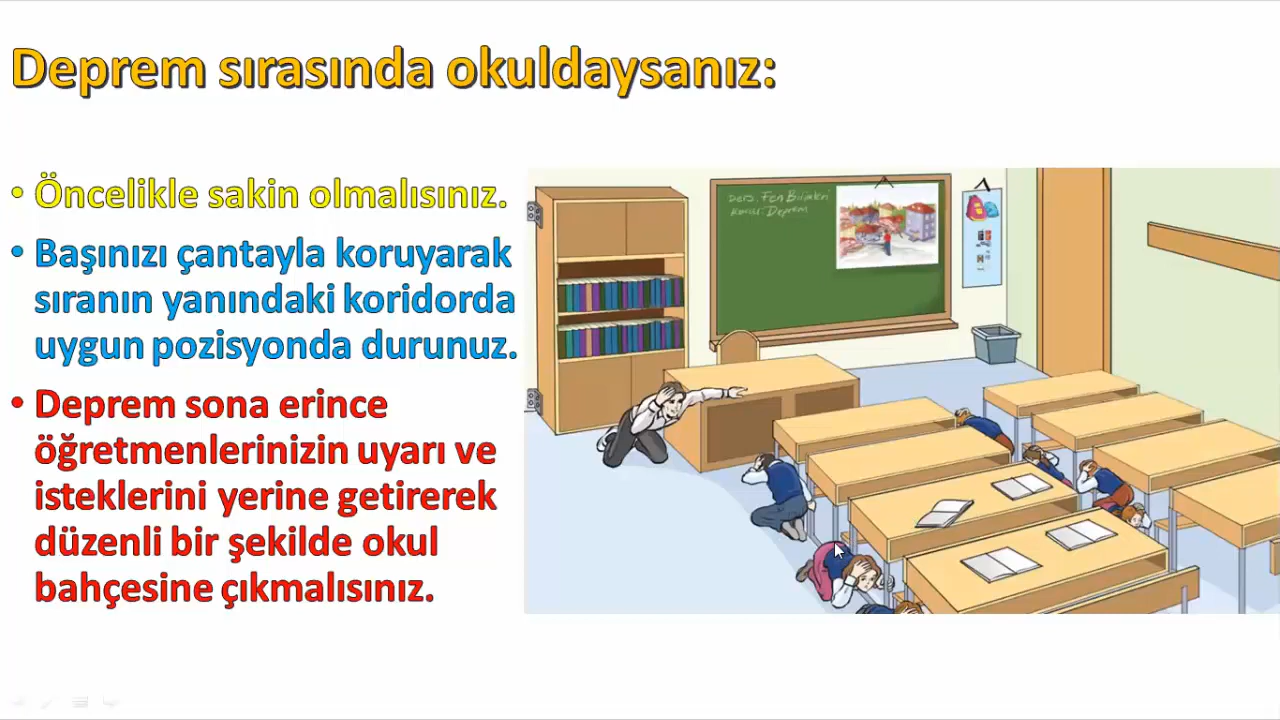 Deprem sırasında okuldaysanız:
• Öncelikle sakin olmalısınız.
• Başınızı çantayla koruyarak
sıranın yanındaki koridorda
uygun pozisyonda durunuz.
• Deprem sona erince
öğretmenlerinizin uyarı ve
isteklerini yerine getirerek
düzenli bir şekilde okul
bahçesine çıkmalısınız.
Ders: Fen Bilimleri
Konu: Deprem